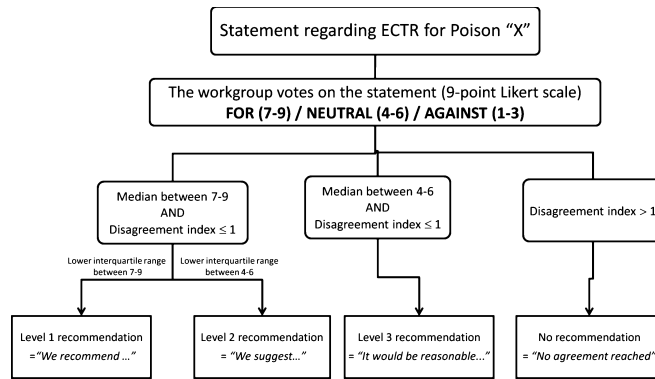 Statement regarding ECTR for Poison “X”
The workgroup votes on the statement (9-point Likert scale)
FOR (7-9) / NEUTRAL (4-6) / AGAINST (1-3)
Median between 7-9
AND
Disagreement index ≤ 1
Median between 4-6
AND
Disagreement index ≤ 1
Disagreement index > 1
Lower interquartile range
between 7-9
Lower interquartile range
between 4-6
Level 1 recommendation
=“We recommend …”
Level 2 recommendation
= “We suggest…”
Level 3 recommendation
= “It would be reasonable...”
No recommendation
= “No agreement reached”